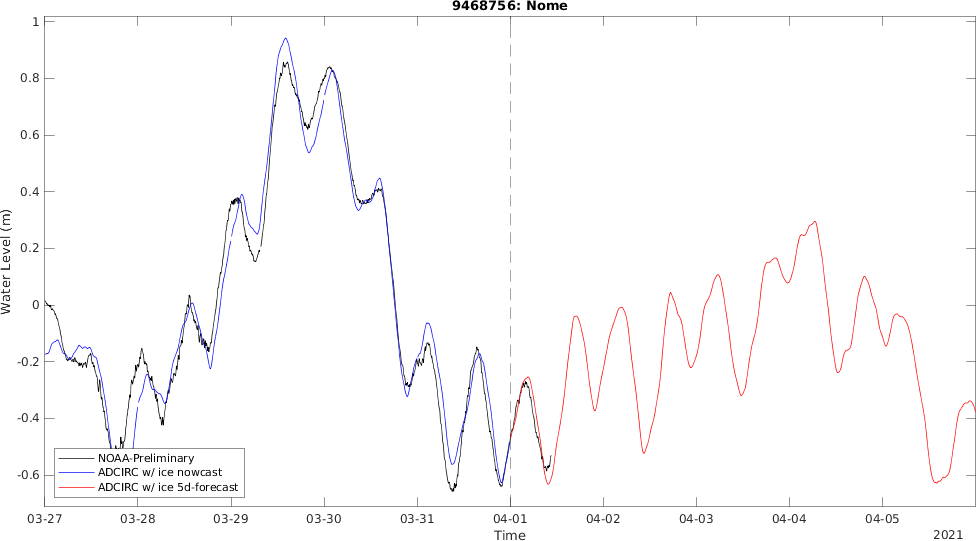 9468756: Nome
1
0.8
0.6
0.4
0.2
0
-0.2
-0.4
-0.6
Water Level (m)
NOAA-Preliminary
ADCIRC w/ ice nowcast
ADCIRC w/ ice 5d-forecast
03-27 03-28 03-29 03-30 03-31 04-01 04-02 04-03 04-04 04-05
Time
2021